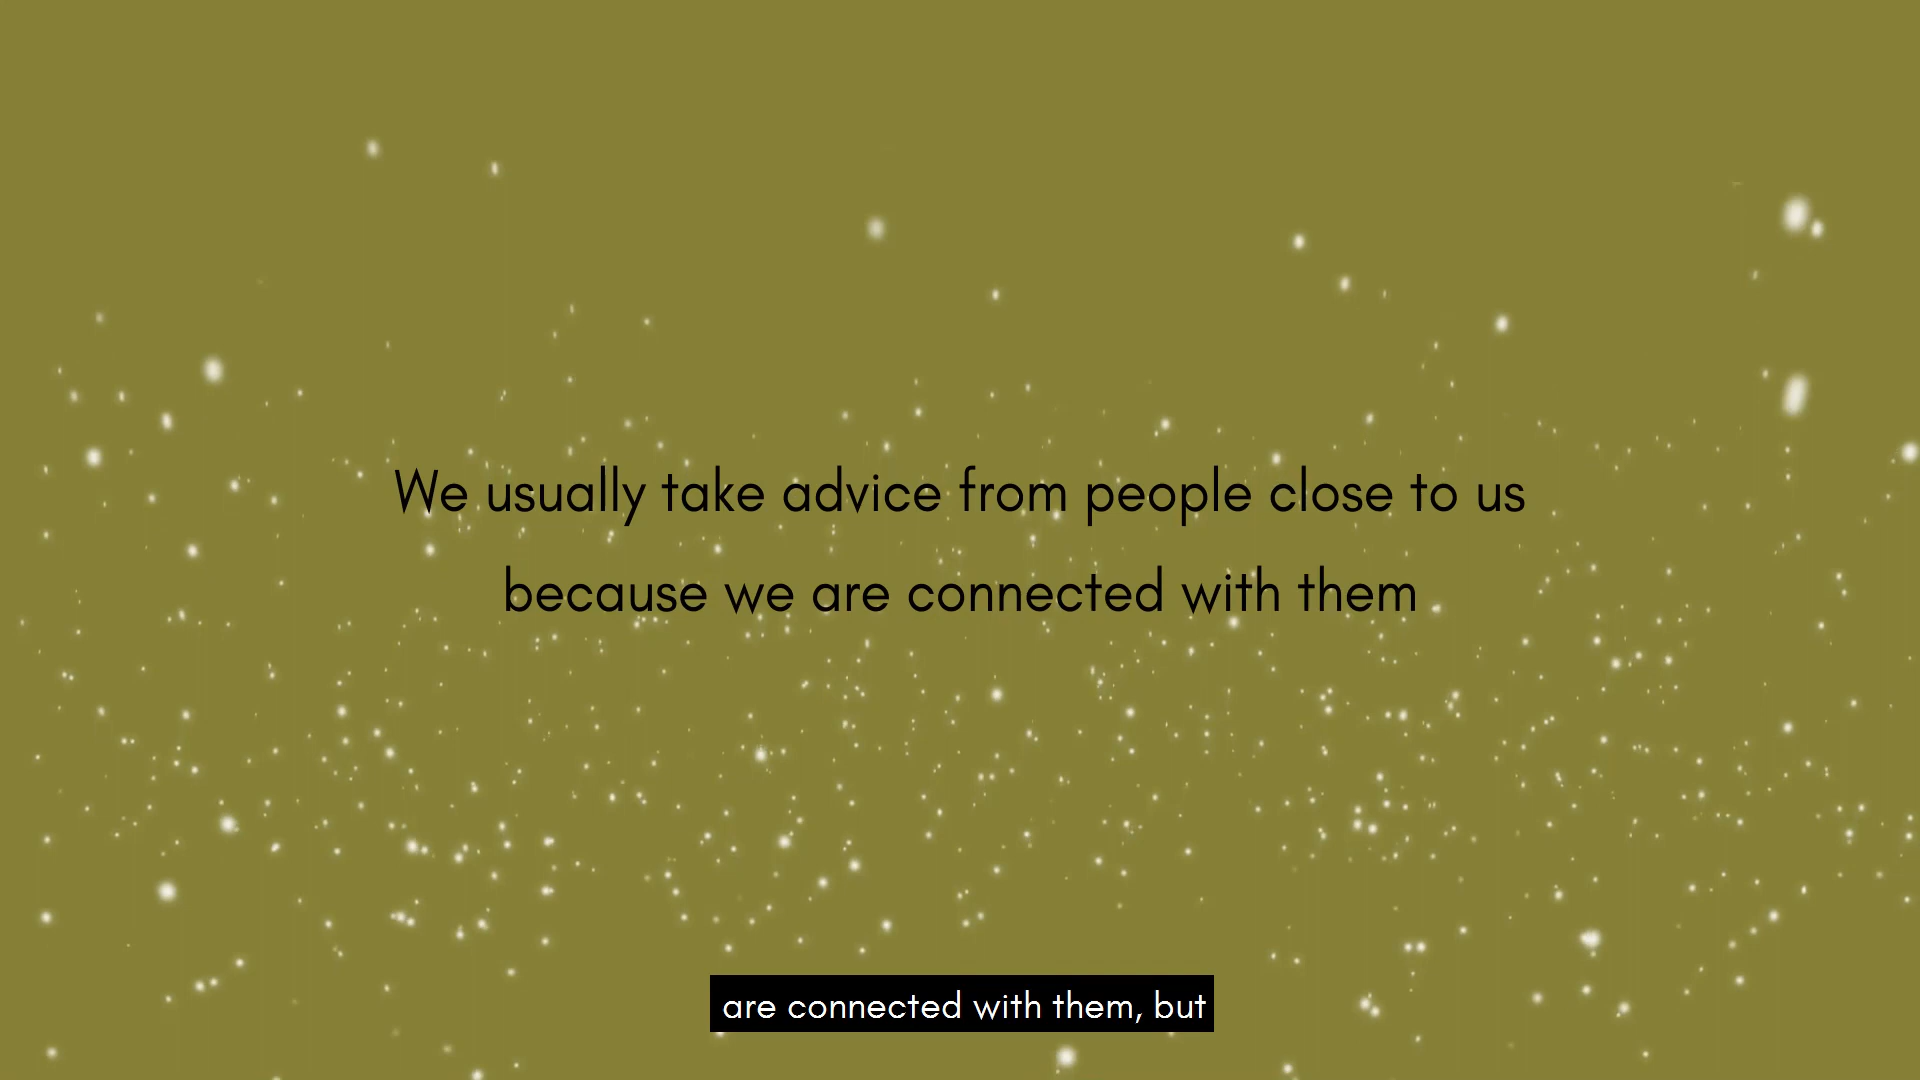 We usually take advice from people close to us
because we are connected with them
are connected with them, but